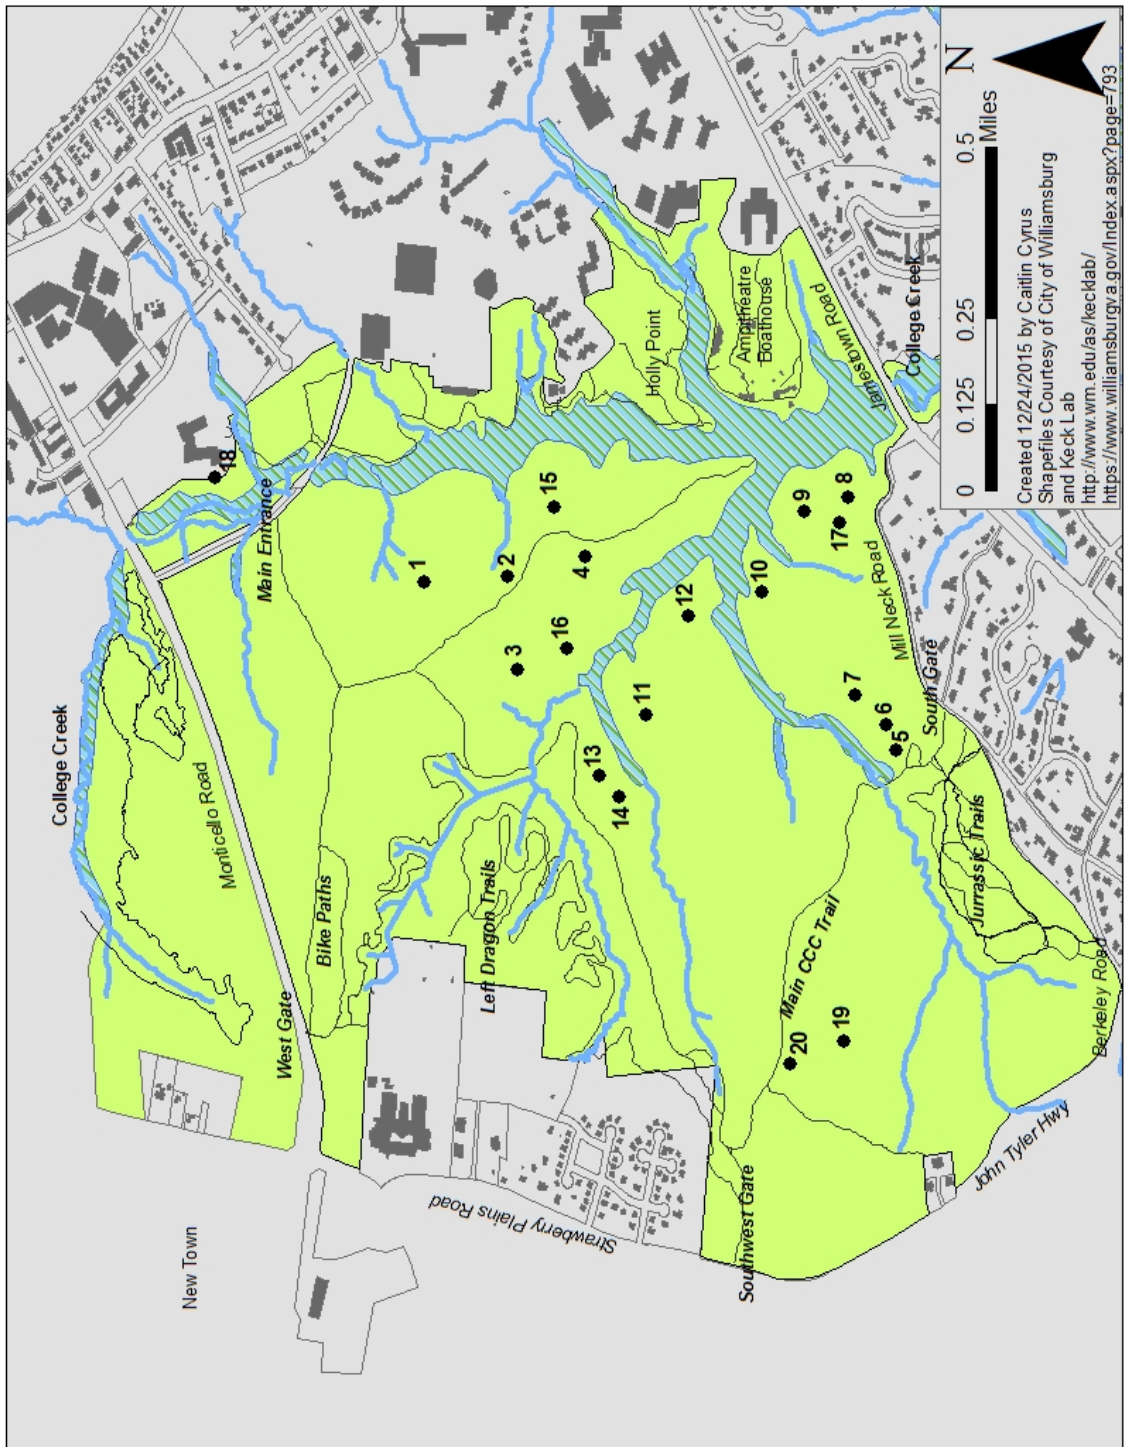 College Creek
New Town
Monticello Road
18
Main Entrance
West Gate
Bike Paths
1
Left Dragon Trails
2
3
Strawberry Plains Road
15
16
4
13
14
11
Holly Point
12
Southwest Gate
Ampitheatre
Boathouse
10
20
9
Main CCC Trail
17
19
8
7
Jamestown Road
6
Mill Neck Road
5
College Creek
South Gate
Jurrassic Trails
John Tyler Hwy
Berkeley Road
N
0 0.125 0.25 0.5
Miles
Created 12/24/2015 by Caitlin Cyrus
Shapefiles Courtesy of City of Williamsburg
and Keck Lab
http://www.wm.edu/as/kecklab/
https://www.williamsburgva.gov/Index.aspx?page=793